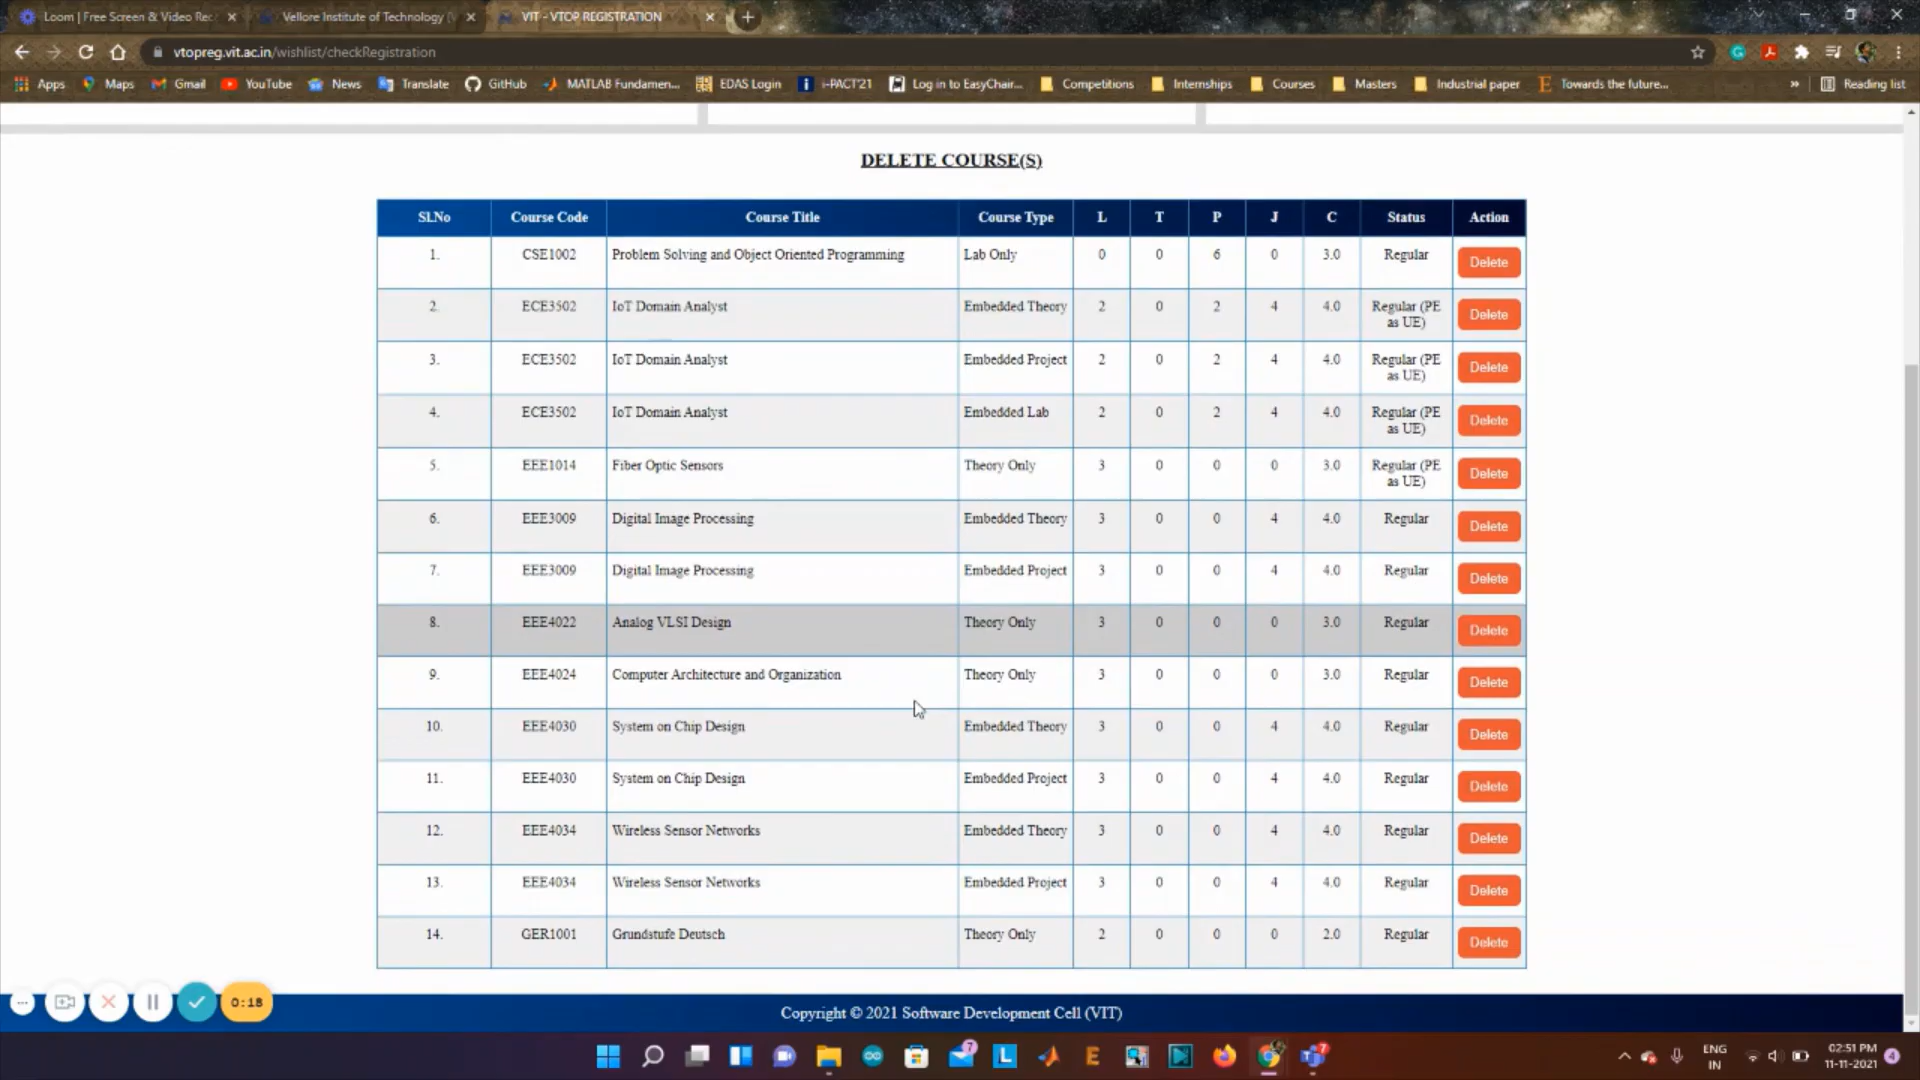 Loom | Free Screen & Video Rec
Vellore Institute of Technology (
VIT - VTOP REGISTRATION
vtopreg.vit.ac.in/wishlist/checkRegistration
Apps Maps Gmail YouTube News Translate GitHub MATLAB Fundamen... EDAS Login i-PACT'21 Log in to EasyChair... Competitions Internships Courses Masters Industrial paper Towards the future... » Reading list
DELETE COURSE(S)
Sl.No Course Code Course Title Course Type L T P J C Status Action
1. CSE1002 Problem Solving and Object Oriented Programming Lab Only 0 0 6 0 3.0 Regular Delete
2. ECE3502 IoT Domain Analyst Embedded Theory 2 0 2 4 4.0 Regular (PE as UE) Delete
3. ECE3502 IoT Domain Analyst Embedded Project 2 0 2 4 4.0 Regular (PE as UE) Delete
4. ECE3502 IoT Domain Analyst Embedded Lab 2 0 2 4 4.0 Regular (PE as UE) Delete
5. EEE1014 Fiber Optic Sensors Theory Only 3 0 0 0 3.0 Regular (PE as UE) Delete
6. EEE3009 Digital Image Processing Embedded Theory 3 0 0 4 4.0 Regular Delete
7. EEE3009 Digital Image Processing Embedded Project 3 0 0 4 4.0 Regular Delete
8. EEE4022 Analog VLSI Design Theory Only 3 0 0 0 3.0 Regular Delete
9. EEE4024 Computer Architecture and Organization Theory Only 3 0 0 0 3.0 Regular Delete
10. EEE4030 System on Chip Design Embedded Theory 3 0 0 4 4.0 Regular Delete
11. EEE4030 System on Chip Design Embedded Project 3 0 0 4 4.0 Regular Delete
12. EEE4034 Wireless Sensor Networks Embedded Theory 3 0 0 4 4.0 Regular Delete
13. EEE4034 Wireless Sensor Networks Embedded Project 3 0 0 4 4.0 Regular Delete
14. GER1001 Grundstufe Deutsch Theory Only 2 0 0 0 2.0 Regular Delete
0:18
Copyright © 2021 Software Development Cell (VIT)
7
L
E
7
ENG
IN
02:51 PM
11-11-2021
4